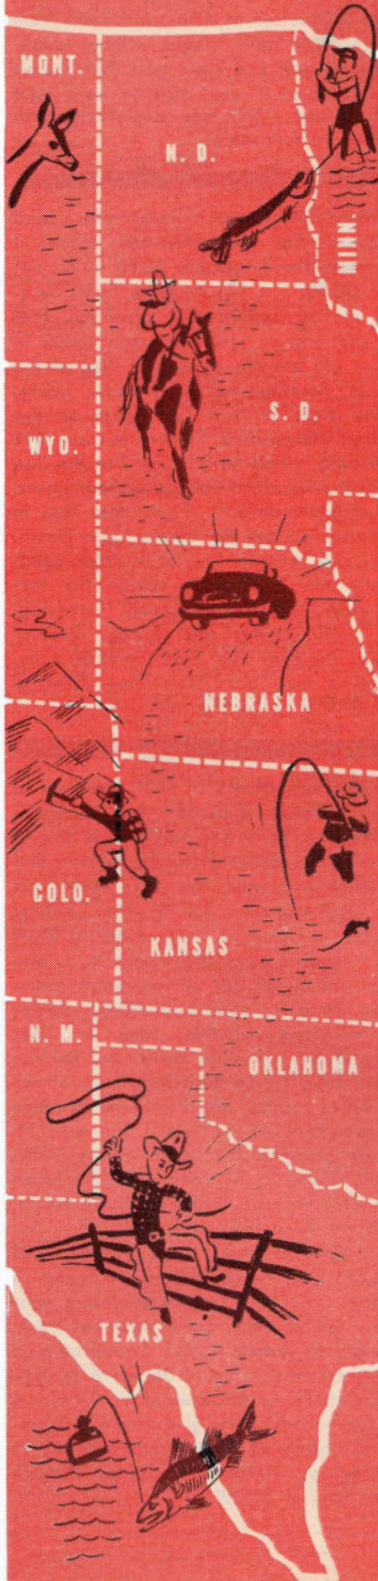 MONT.
N. D.
MINN.
S. D.
WYO.
NEBRASKA
COLO.
KANSAS
N. M.
OKLAHOMA
TEXAS